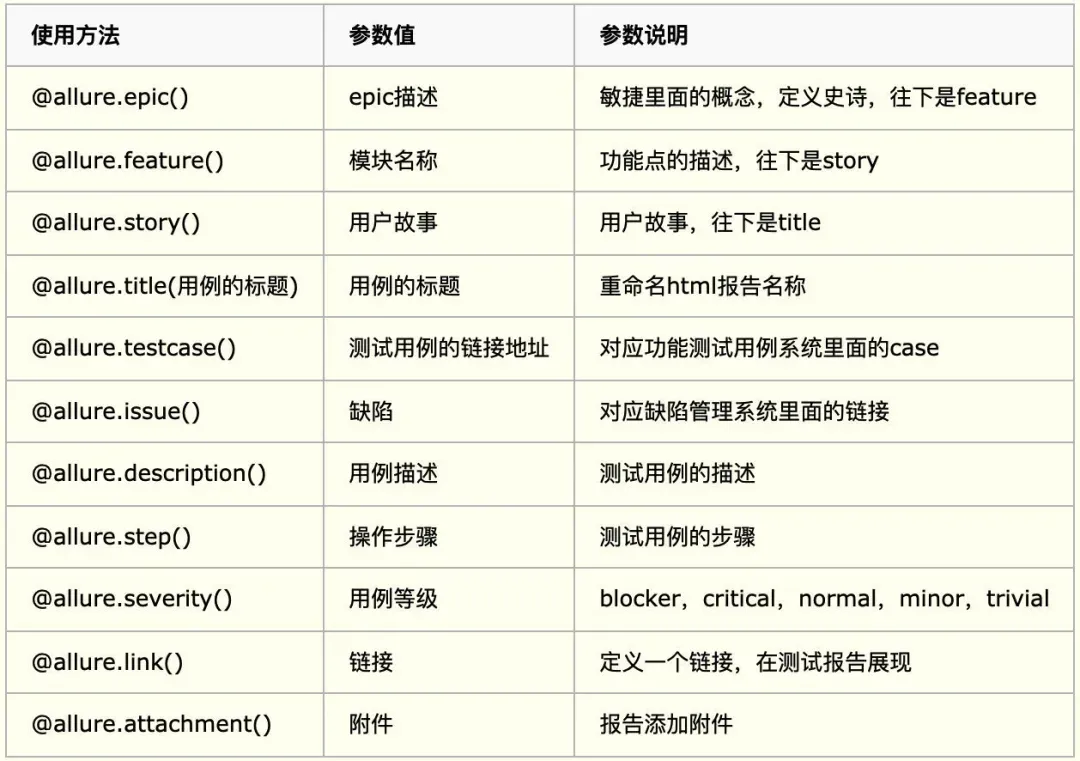 使用方法 参数值 参数说明
@allure.epic() epic描述 敏捷里面的概念，定义史诗，往下是feature
@allure.feature() 模块名称 功能点的描述，往下是story
@allure.story() 用户故事 用户故事，往下是title
@allure.title(用例的标题) 用例的标题 重命名html报告名称
@allure.testcase() 测试用例的链接地址 对应功能测试用例系统里面的case
@allure.issue() 缺陷 对应缺陷管理系统里面的链接
@allure.description() 用例描述 测试用例的描述
@allure.step() 操作步骤 测试用例的步骤
@allure.severity() 用例等级 blocker，critical，normal，minor，trivial
@allure.link() 链接 定义一个链接，在测试报告展现
@allure.attachment() 附件 报告添加附件